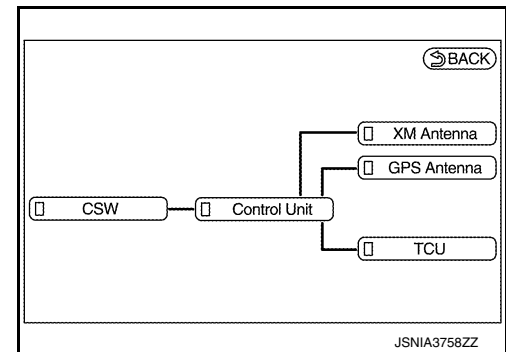 BACK
XM Antenna
GPS Antenna
CSW
Control Unit
TCU
JSNIA3758ZZ